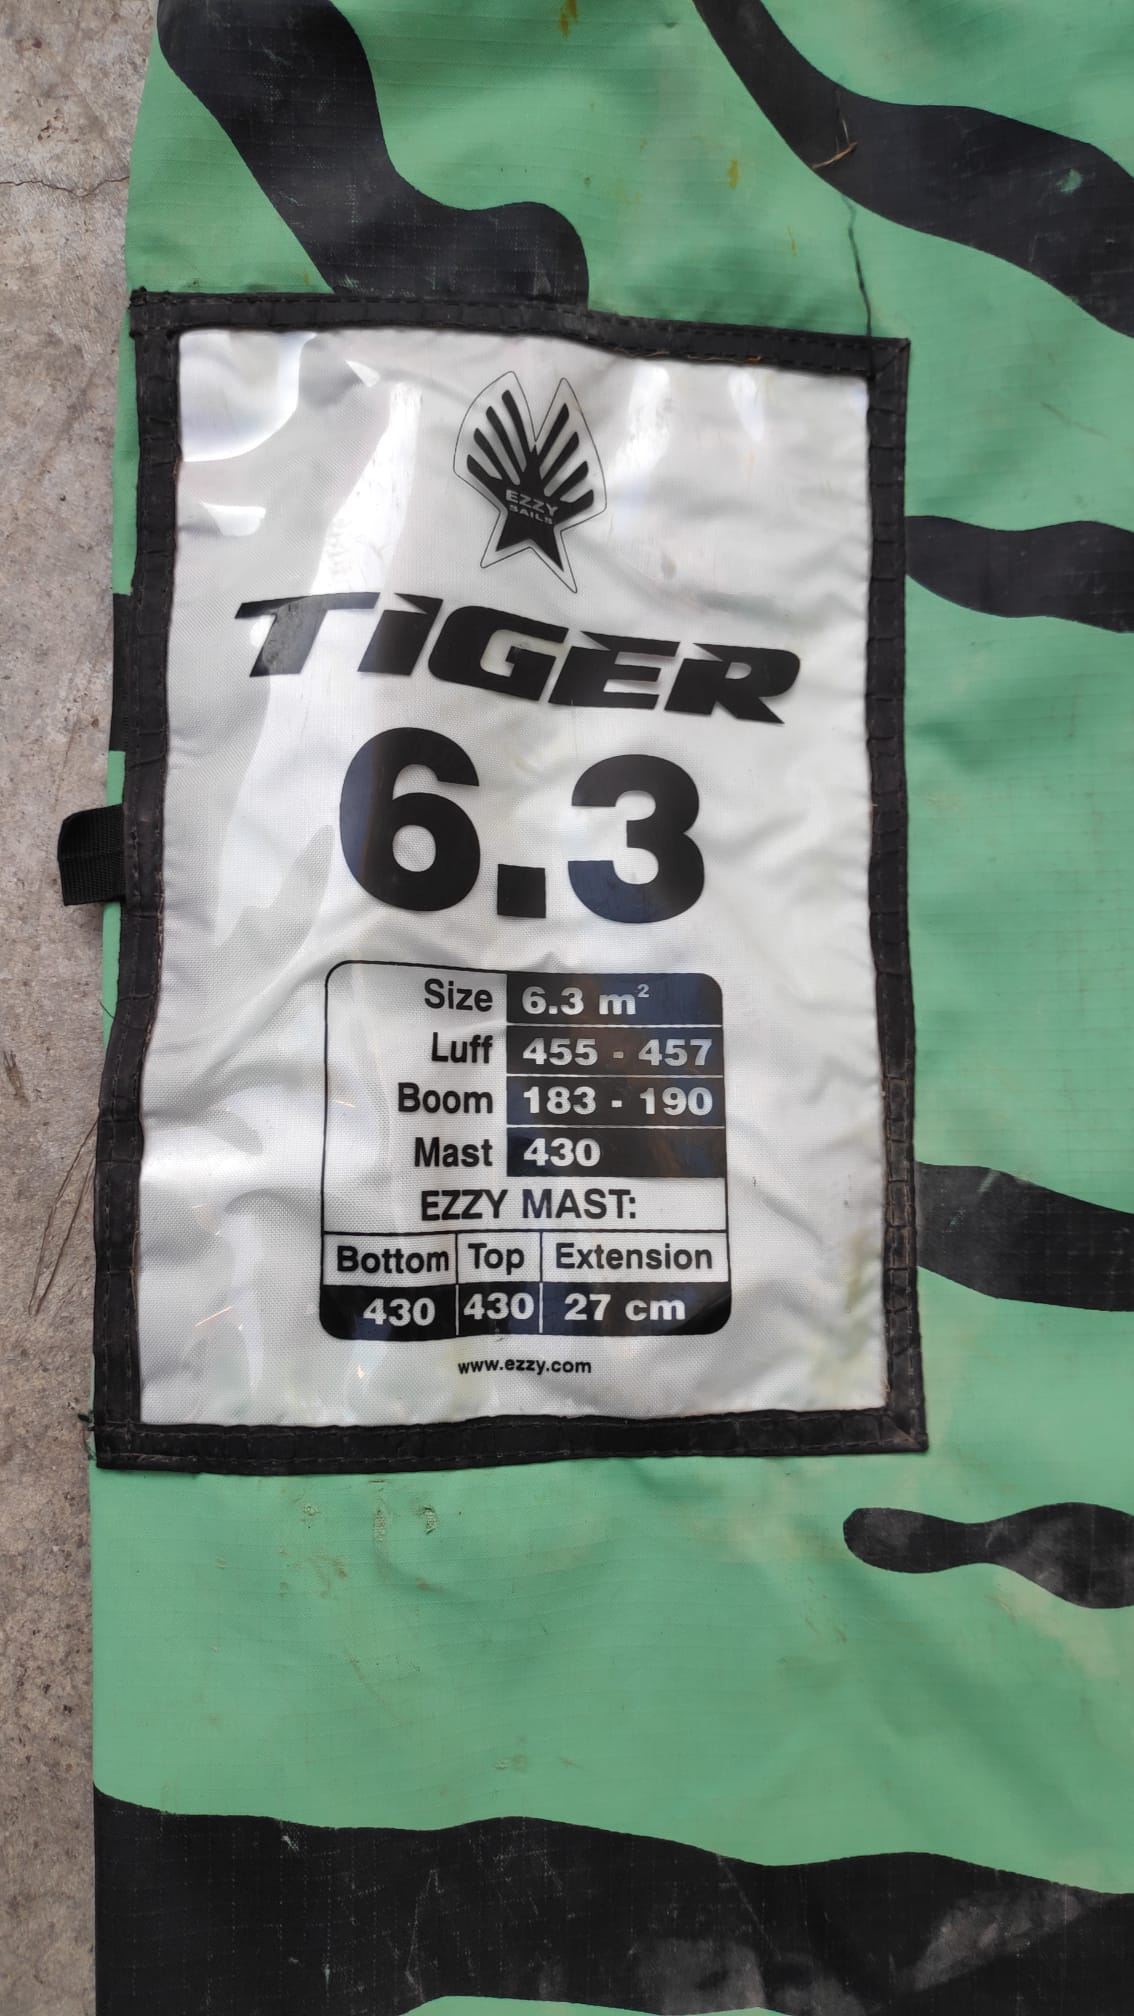 EZZY
SAILS
TIGER
6.3
Size 6.3 m²
Luff 455 - 457
Boom 183 - 190
Mast 430
EZZY MAST:
Bottom Top Extension
430 430 27 cm
www.ezzy.com